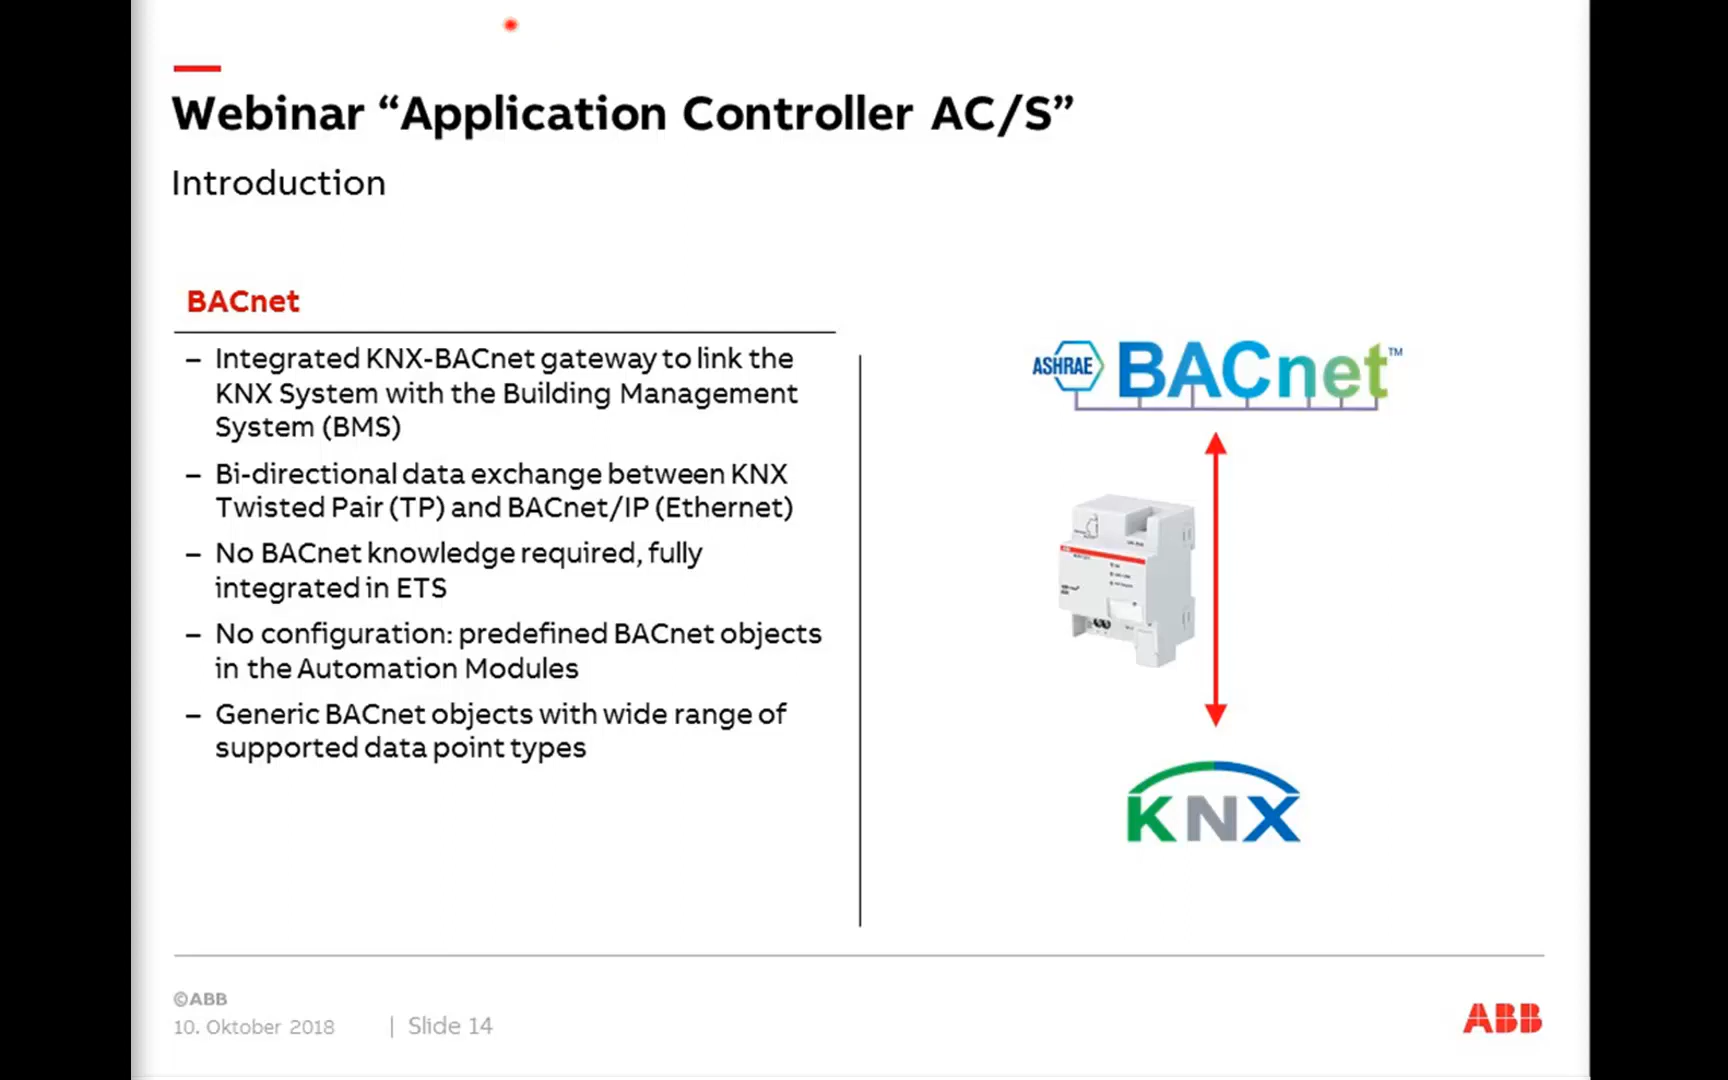 Webinar “Application Controller AC/S”
Introduction
BACnet
– Integrated KNX-BACnet gateway to link the
KNX System with the Building Management
System (BMS)
– Bi-directional data exchange between KNX
Twisted Pair (TP) and BACnet/IP (Ethernet)
– No BACnet knowledge required, fully
integrated in ETS
– No configuration: predefined BACnet objects
in the Automation Modules
– Generic BACnet objects with wide range of
supported data point types
ASHRAE BACnet™
KNX
©ABB
10. Oktober 2018 | Slide 14
ABB